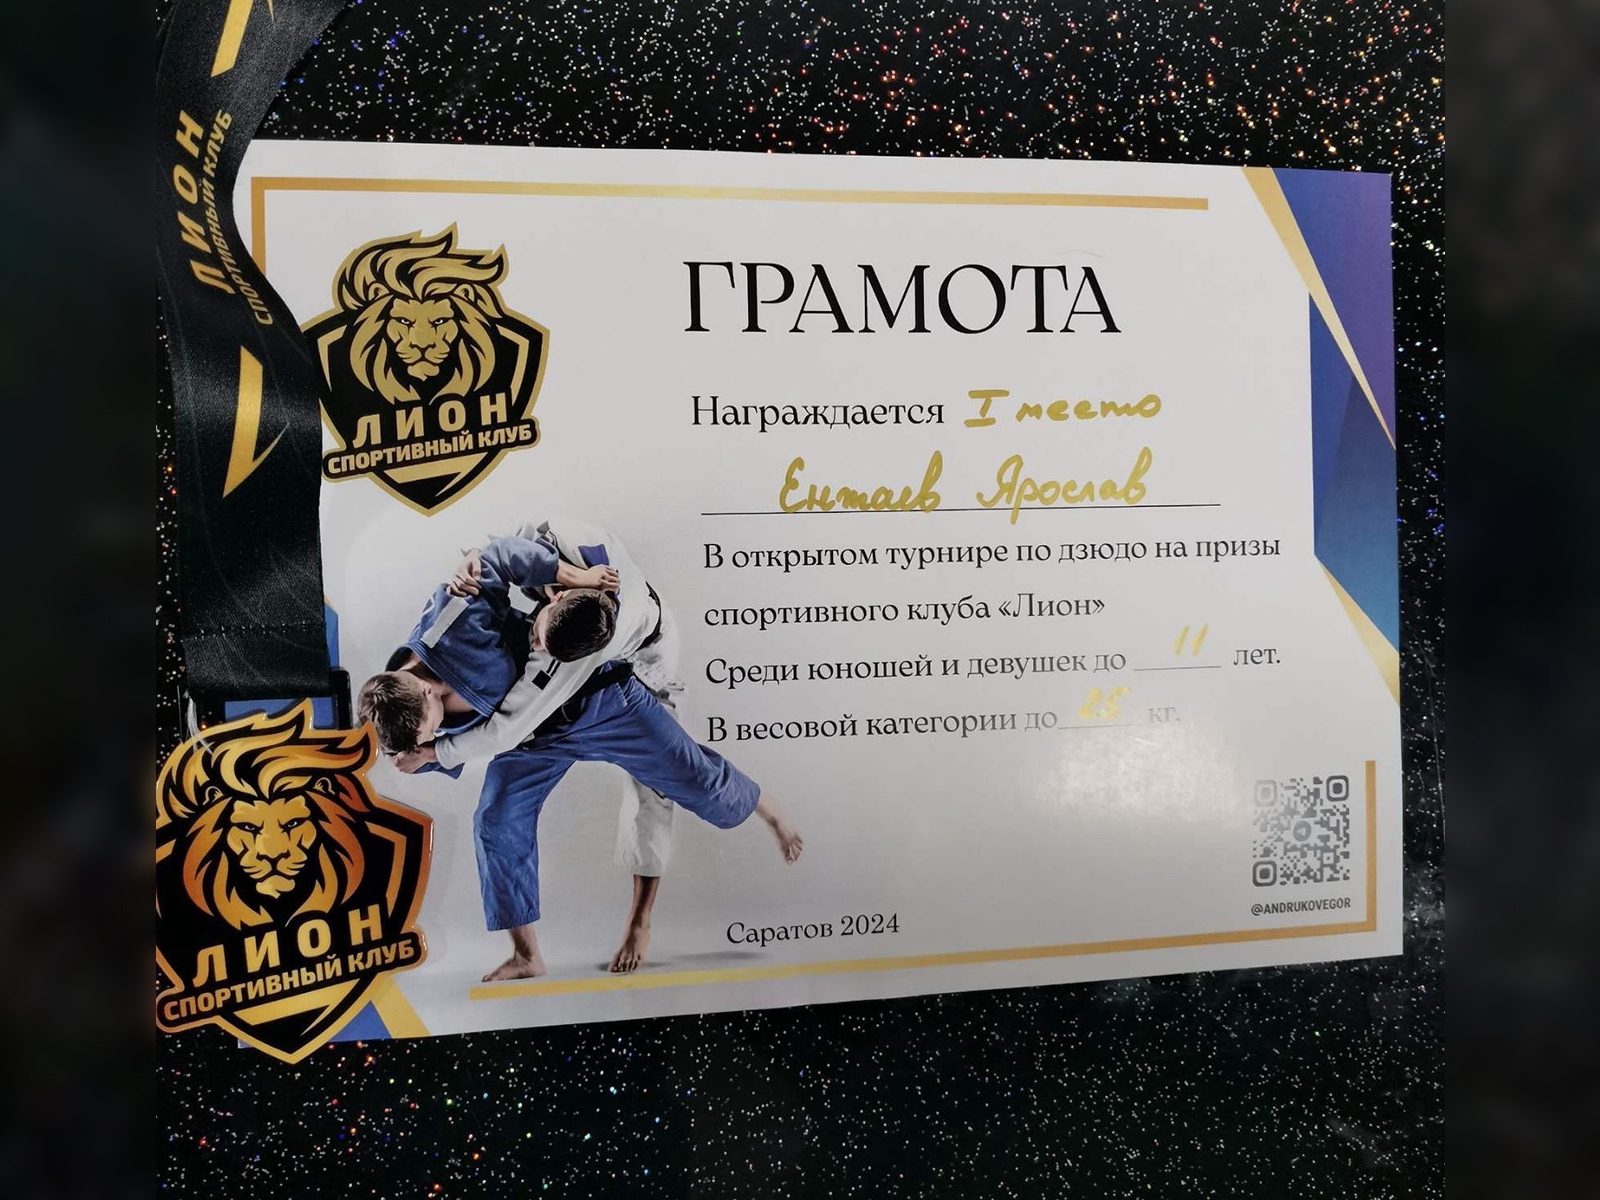 ЛИОН
СПОРТИВНЫЙ КЛУБ
ЛИОН
СПОРТИВНЫЙ КЛУБ
ГРАМОТА
Награждается I место
Ентаев Ярослав
В открытом турнире по дзюдо на призы
спортивного клуба «Лион»
Среди юношей и девушек до 11 лет.
В весовой категории до 25 кг.
ЛИОН
СПОРТИВНЫЙ КЛУБ
Саратов 2024
@ANDRUKOVEGOR